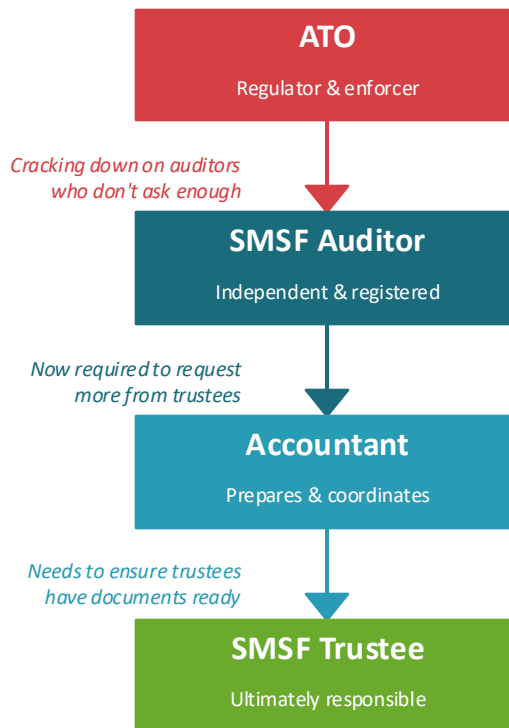 ATO
Regulator & enforcer
Cracking down on auditors
who don't ask enough
SMSF Auditor
Independent & registered
Now required to request
more from trustees
Accountant
Prepares & coordinates
Needs to ensure trustees
have documents ready
SMSF Trustee
Ultimately responsible